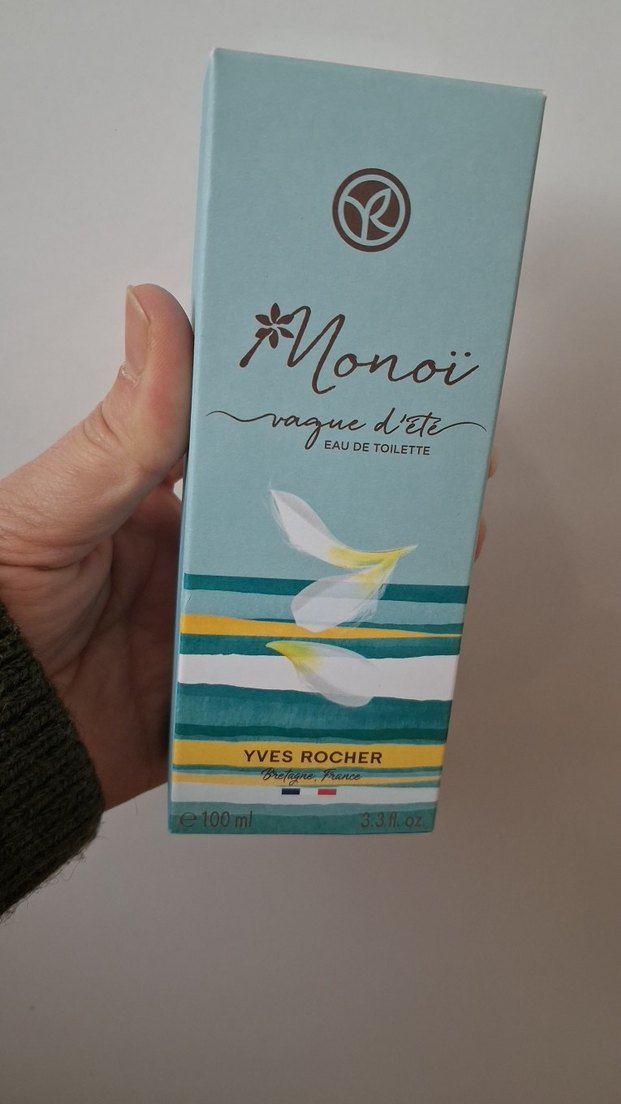 Monoï
vague d'été
EAU DE TOILETTE
YVES ROCHER
Bretagne, France
℮ 100 ml 3.3 fl. oz.